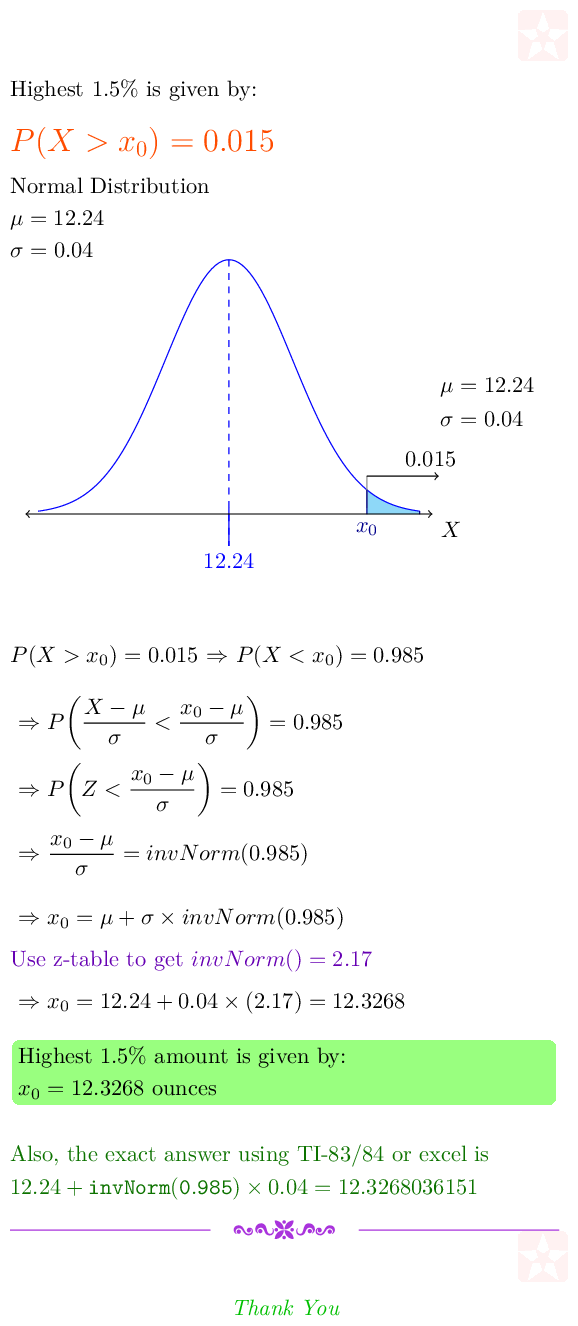 Highest 1.5% is given by:
P(X > x₀) = 0.015
Normal Distribution
μ = 12.24
σ = 0.04
μ = 12.24
σ = 0.04
0.015
x₀
X
12.24
P(X > x₀) = 0.015 ⇒ P(X < x₀) = 0.985
⇒ P((X − μ)/σ < (x₀ − μ)/σ) = 0.985
⇒ P(Z < (x₀ − μ)/σ) = 0.985
⇒ (x₀ − μ)/σ = invNorm(0.985)
⇒ x₀ = μ + σ × invNorm(0.985)
Use z-table to get invNorm() = 2.17
⇒ x₀ = 12.24 + 0.04 × (2.17) = 12.3268
Highest 1.5% amount is given by:
x₀ = 12.3268 ounces
Also, the exact answer using TI-83/84 or excel is
12.24 + invNorm(0.985) × 0.04 = 12.3268036151
Thank You